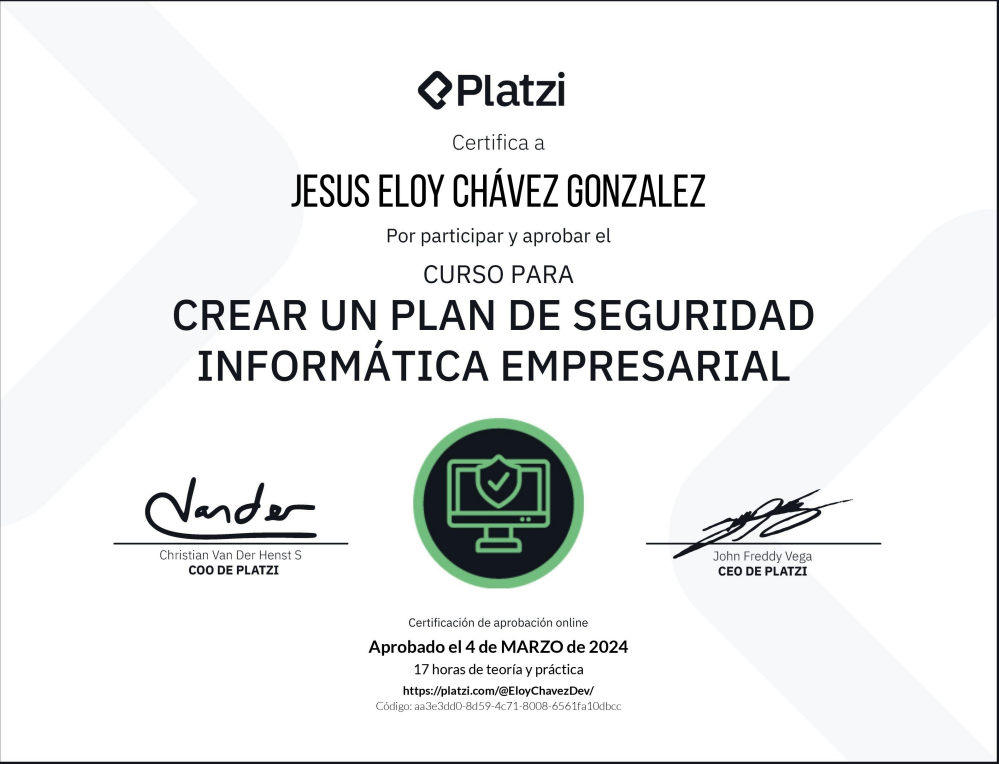 Platzi
Certifica a
JESUS ELOY CHÁVEZ GONZALEZ
Por participar y aprobar el
CURSO PARA
CREAR UN PLAN DE SEGURIDAD
INFORMÁTICA EMPRESARIAL
Vander
Christian Van Der Henst S
COO DE PLATZI
John Freddy Vega
CEO DE PLATZI
Certificación de aprobación online
Aprobado el 4 de MARZO de 2024
17 horas de teoría y práctica
https://platzi.com/@EloyChavezDev/
Código: aa3e3dd0-8d59-4c71-8008-6561fa10dbcc